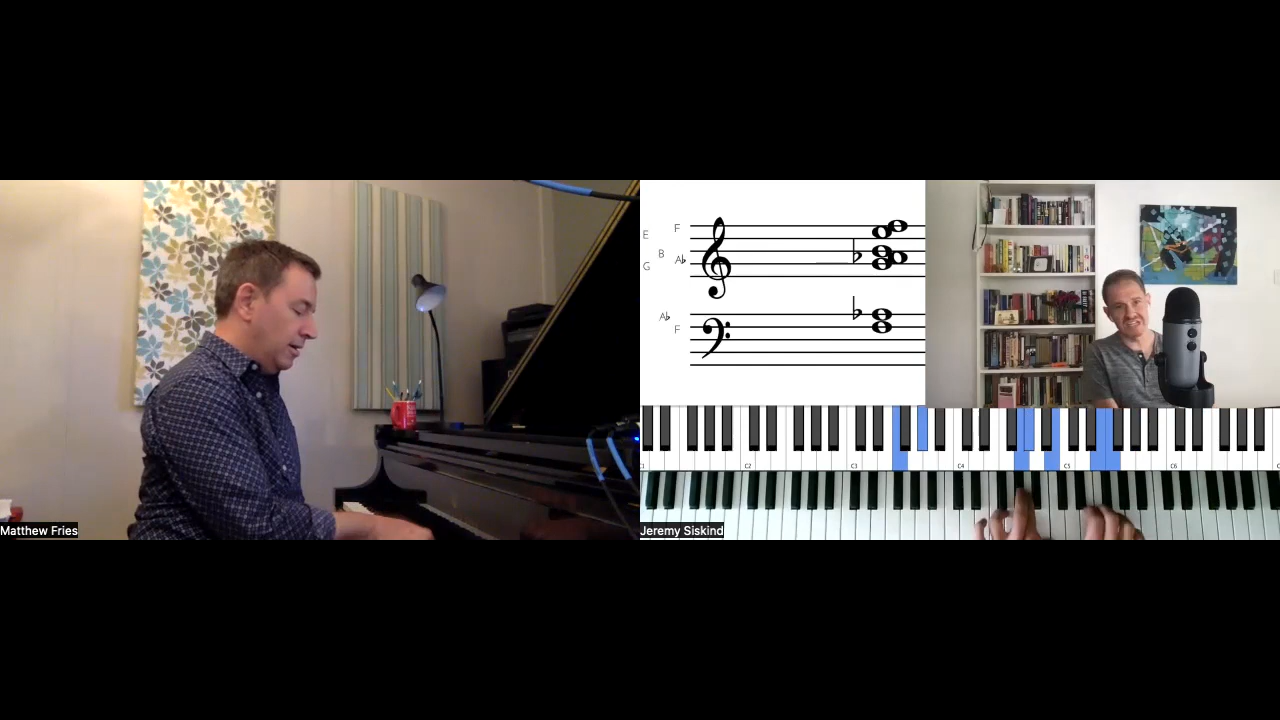 F
E
B
A♭
G
A♭
F
C1
C2
C3
C4
C5
C6
Matthew Fries
Jeremy Siskind